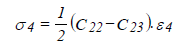 σ4 = 1/2 (C22 − C23). ε4